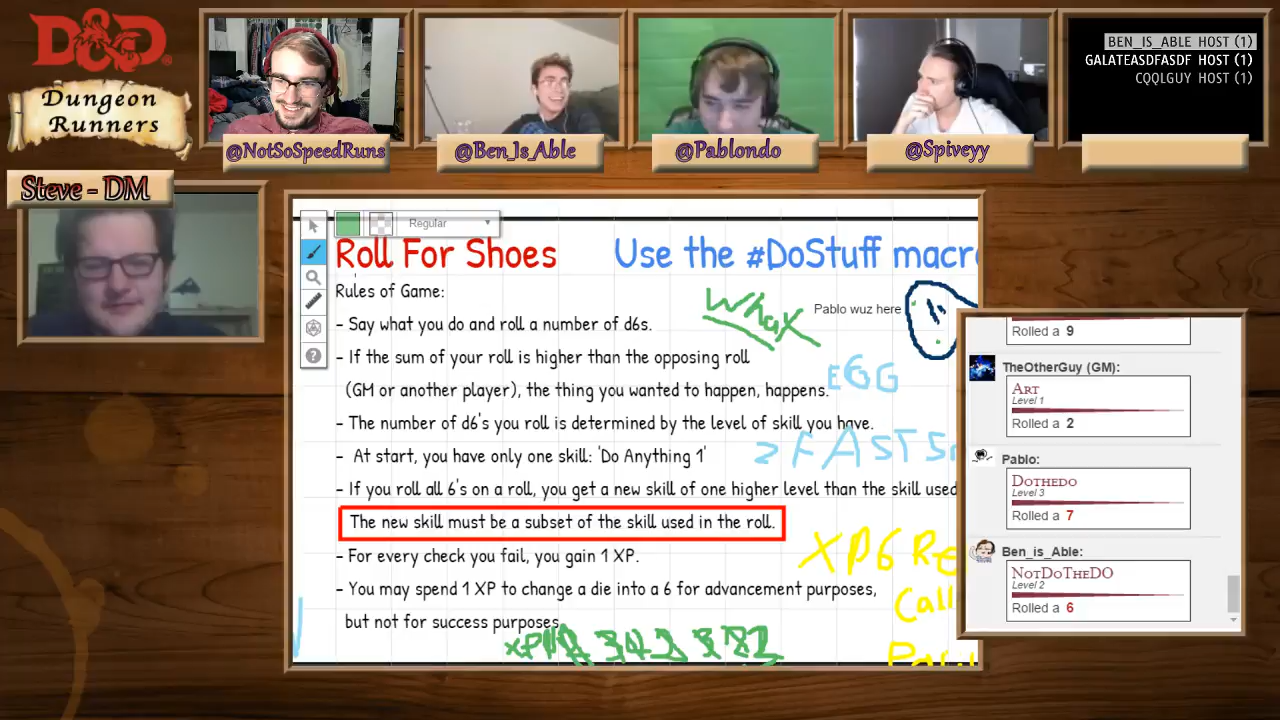 D&D
Dungeon
Runners
@NotSoSpeedRuns
@Ben_Is_Able
@Pablondo
@Spiveyy
BEN_IS_ABLE HOST (1)
GALATEASDFASDF HOST (1)
CQQLGUY HOST (1)
Steve - DM
Regular
Roll For Shoes
Use the #DoStuff macro
Rules of Game:
Whax
Pablo wuz here
- Say what you do and roll a number of d6s.
- If the sum of your roll is higher than the opposing roll
(GM or another player), the thing you wanted to happen, happens.
EGG
- The number of d6's you roll is determined by the level of skill you have.
- At start, you have only one skill: 'Do Anything 1'
2 FAST
- If you roll all 6's on a roll, you get a new skill of one higher level than the skill used
The new skill must be a subset of the skill used in the roll.
- For every check you fail, you gain 1 XP.
XP6 Re
- You may spend 1 XP to change a die into a 6 for advancement purposes,
but not for success purposes.
Call
Rolled a 9
TheOtherGuy (GM):
Art
Level 1
Rolled a 2
Pablo:
DoTheDo
Level 3
Rolled a 7
Ben_is_Able:
NotDoTheDO
Level 2
Rolled a 6